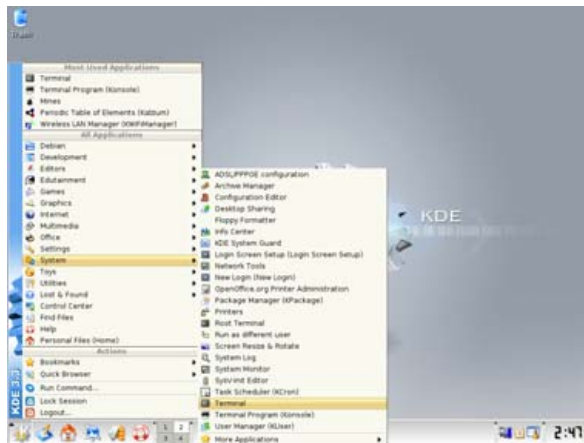 Trash
Most Used Applications
Terminal
Terminal Program (Konsole)
Mines
Periodic Table of Elements (Kalzium)
Wireless LAN Manager (KWiFiManager)
All Applications
Debian
Development
Editors
Edutainment
Games
Graphics
Internet
Multimedia
Office
Settings
System
Toys
Utilities
Lost & Found
Control Center
Find Files
Help
Personal Files (Home)
Actions
Bookmarks
Quick Browser
Run Command...
Lock Session
Logout...
KDE 3.3
ADSL/PPPOE configuration
Archive Manager
Configuration Editor
Desktop Sharing
Floppy Formatter
Info Center
KDE System Guard
Login Screen Setup (Login Screen Setup)
Network Tools
New Login (New Login)
OpenOffice.org Printer Administration
Package Manager (KPackage)
Printers
Root Terminal
Run as different user
Screen Resize & Rotate
System Log
System Monitor
SysV-Init Editor
Task Scheduler (KCron)
Terminal
Terminal Program (Konsole)
User Manager (KUser)
More Applications
KDE
1 2
3 4
2:47